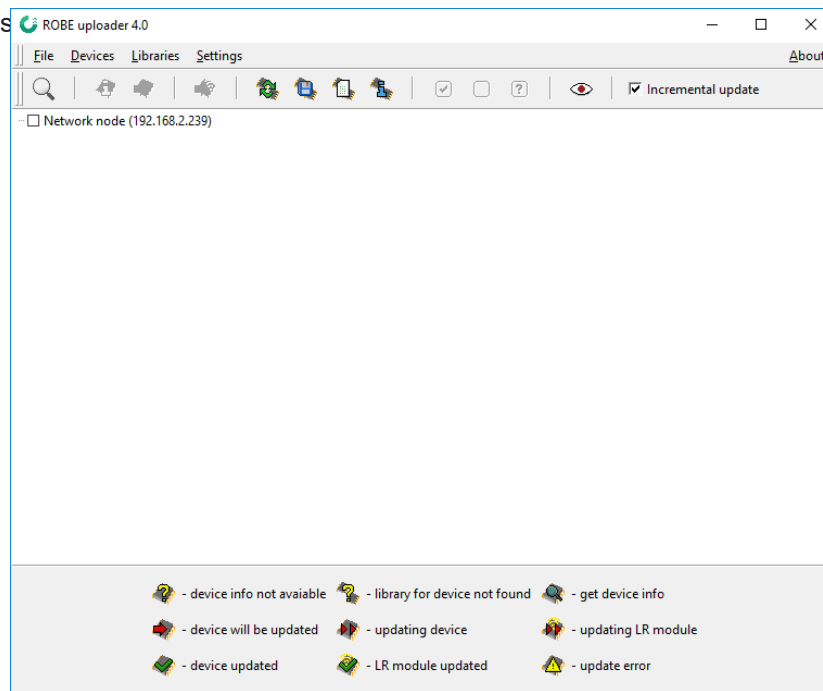 s
ROBE uploader 4.0
File Devices Libraries Settings About
Incremental update
Network node (192.168.2.239)
- device info not avaiable - library for device not found - get device info
- device will be updated - updating device - updating LR module
- device updated - LR module updated - update error